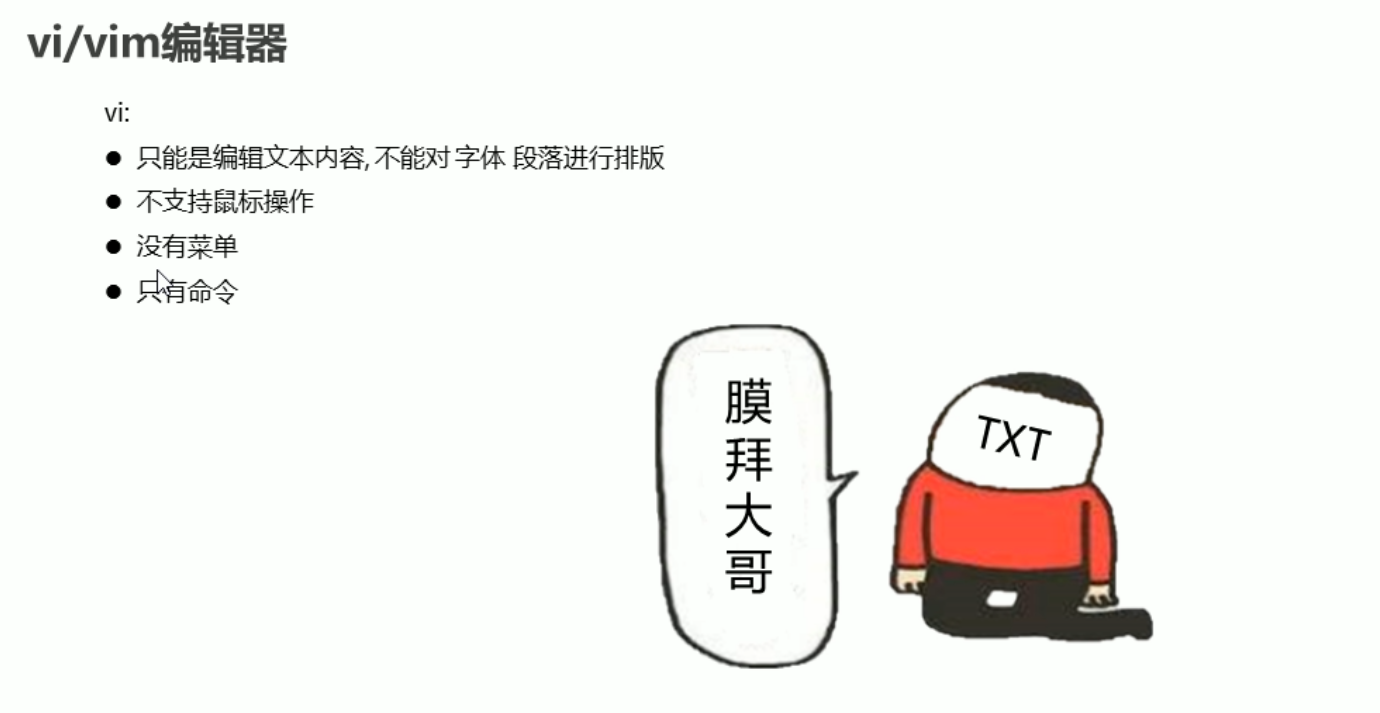 vi/vim编辑器
vi:
● 只能是编辑文本内容, 不能对 字体 段落进行排版
● 不支持鼠标操作
● 没有菜单
● 只有命令
膜拜大哥
TXT